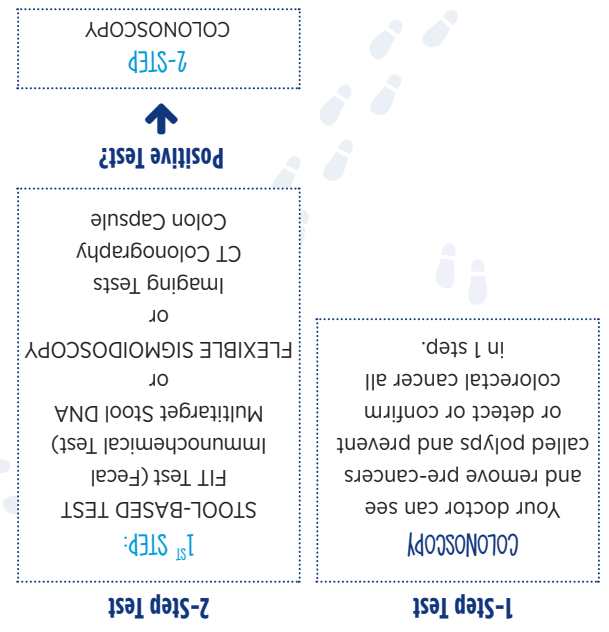 1-Step Test
COLONOSCOPY
Your doctor can see
and remove pre-cancers
called polyps and prevent
or detect or confirm
colorectal cancer all
in 1 step.
2-Step Test
1ST STEP:
STOOL-BASED TEST
FIT Test (Fecal
Immunochemical Test)
Multitarget Stool DNA
or
FLEXIBLE SIGMOIDOSCOPY
or
Imaging Tests
CT Colonography
Colon Capsule
Positive Test?
2-STEP
COLONOSCOPY